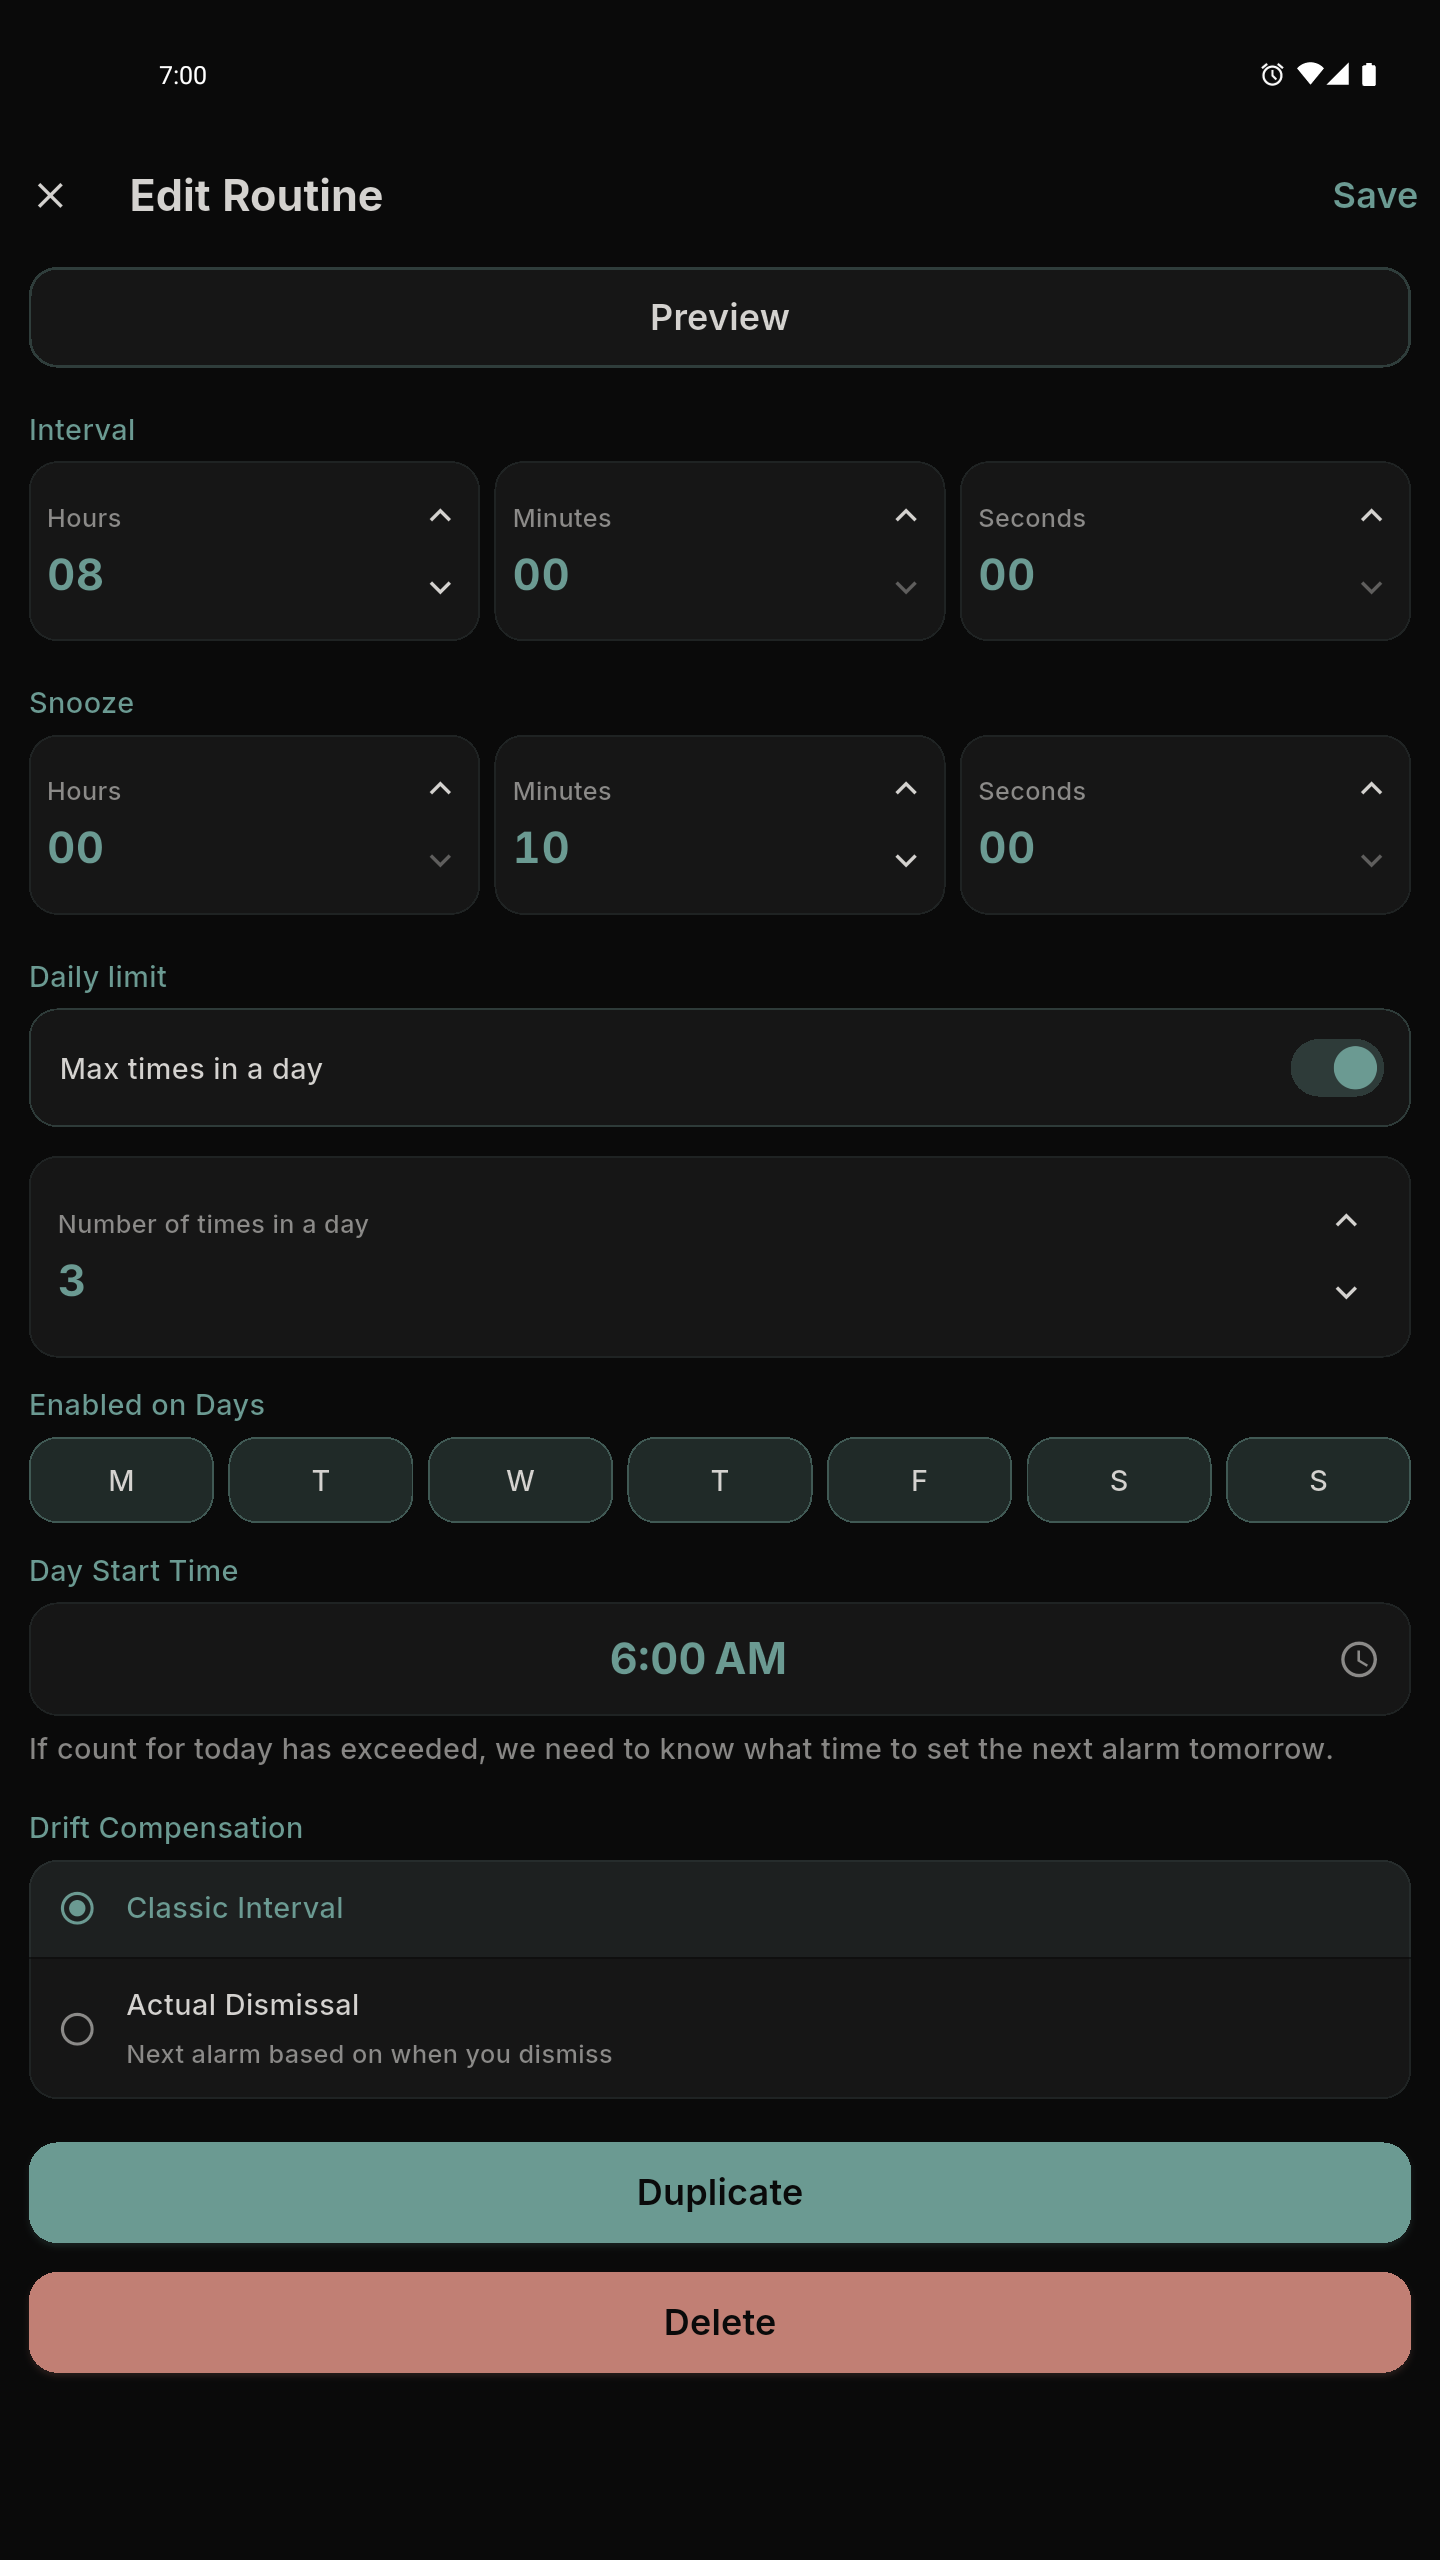 7:00
Edit Routine
Save
Preview
Interval
Hours
08
Minutes
00
Seconds
00
Snooze
Hours
00
Minutes
10
Seconds
00
Daily limit
Max times in a day
Number of times in a day
3
Enabled on Days
M T W T F S S
Day Start Time
6:00 AM
If count for today has exceeded, we need to know what time to set the next alarm tomorrow.
Drift Compensation
Classic Interval
Actual Dismissal
Next alarm based on when you dismiss
Duplicate
Delete